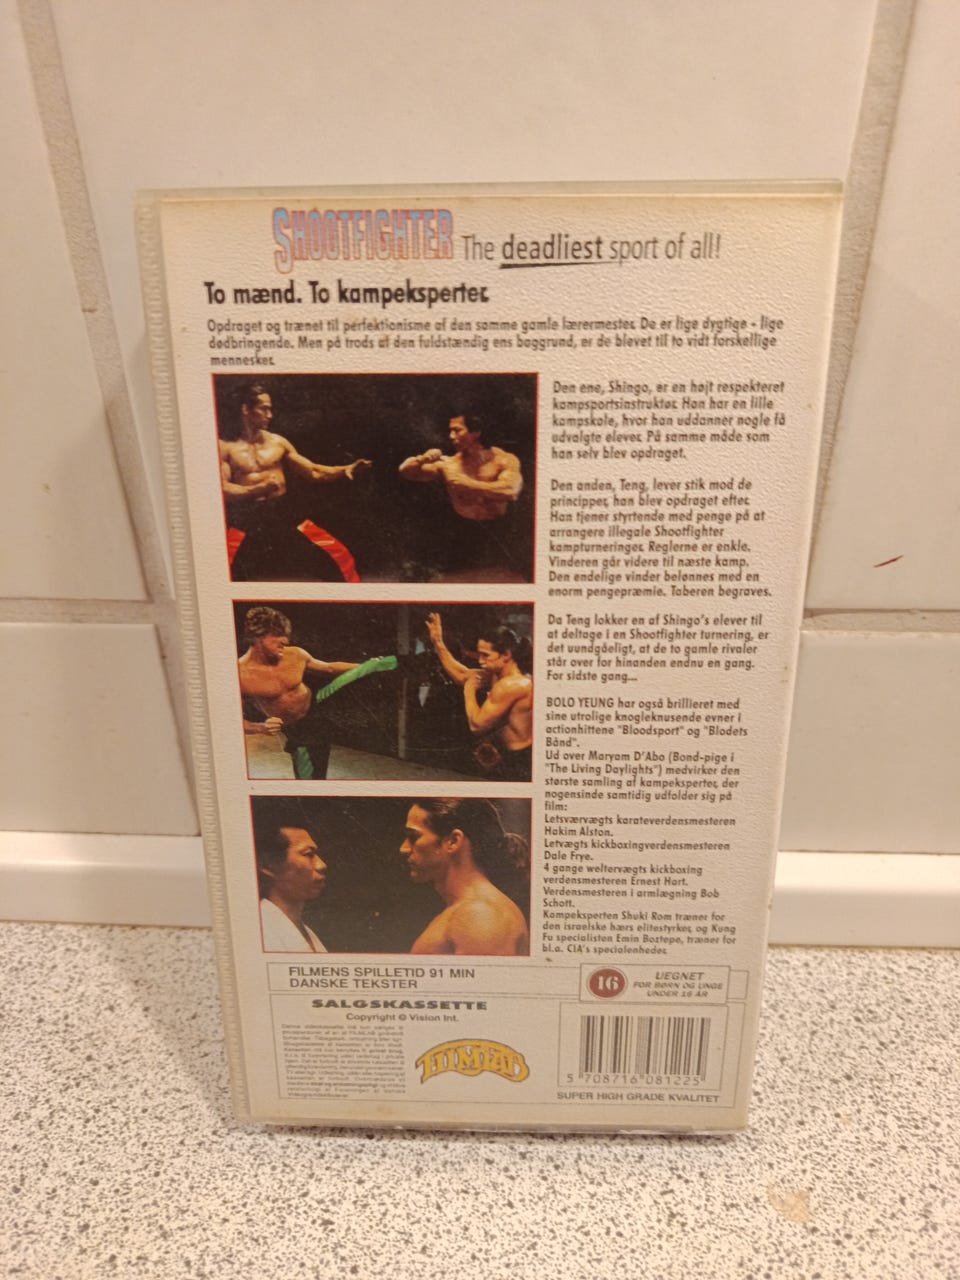 SHOOTFIGHTER The deadliest sport of all!
To mænd. To kampeksperter.
Opdraget og trænet til perfektionisme af den samme gamle lærermester. De er lige dygtige - lige
dødbringende. Men på trods af den fuldstændig ens baggrund, er de blevet til to vidt forskellige
mennesker.
Den ene, Shingo, er en højt respekteret
kampsportsinstruktør. Han har en lille
kampskole, hvor han uddanner nogle få
udvalgte elever. På samme måde som
han selv blev opdraget.
Den anden, Teng, lever stik mod de
principper, han blev opdraget efter.
Han tjener styrtende med penge på at
arrangere illegale Shootfighter
kampturneringer. Reglerne er enkle.
Vinderen går videre til næste kamp.
Den endelige vinder belønnes med en
enorm pengepræmie. Taberen begraves.
Da Teng lokker en af Shingo's elever til
at deltage i en Shootfighter turnering, er
det uundgåeligt, at de to gamle rivaler
står over for hinanden endnu en gang.
For sidste gang...
BOLO YEUNG har også brillieret med
sine utrolige knogleknusende evner i
actionhittene "Bloodsport" og "Blodets
Bånd".
Ud over Maryam D'Abo (Bond-pige i
"The Living Daylights") medvirker den
største samling af kampeksperter, der
nogensinde samtidig udfolder sig på
film:
Letsværvægts karateverdensmesteren
Hakim Alston.
Letvægts kickboxingverdensmesteren
Dale Frye.
4 gange weltervægts kickboxing
verdensmesteren Ernest Hart.
Verdensmesteren i armlægning Bob
Schott.
Kampeksperten Shuki Rom træner for
den israelske hærs elitestyrker, og Kung
Fu specialisten Emin Boztepe, træner for
bl.a. CIA's specialenheder.
FILMENS SPILLETID 91 MIN
DANSKE TEKSTER
16 UEGNET
FOR BØRN OG UNGE
UNDER 16 ÅR
SALGSKASSETTE
Copyright © Vision Int.
FILMLAB
5 708716 081225
SUPER HIGH GRADE KVALITET